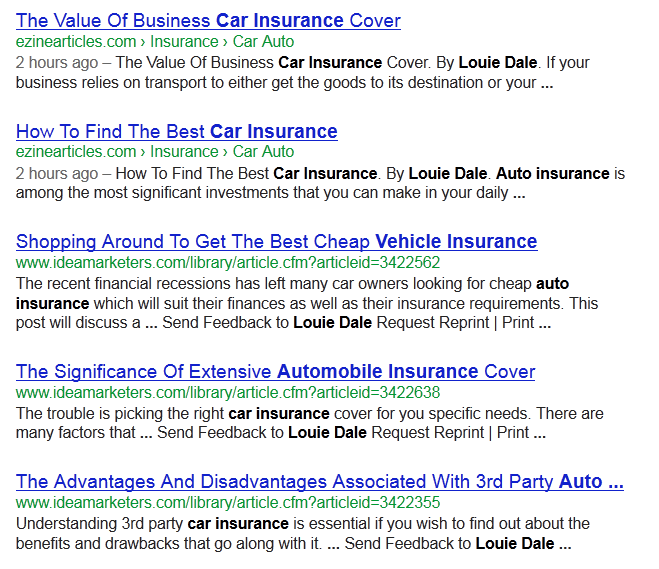 The Value Of Business Car Insurance Cover
ezinearticles.com › Insurance › Car Auto
2 hours ago – The Value Of Business Car Insurance Cover. By Louie Dale. If your
business relies on transport to either get the goods to its destination or your ...
How To Find The Best Car Insurance
ezinearticles.com › Insurance › Car Auto
2 hours ago – How To Find The Best Car Insurance. By Louie Dale. Auto insurance is
among the most significant investments that you can make in your daily ...
Shopping Around To Get The Best Cheap Vehicle Insurance
www.ideamarketers.com/library/article.cfm?articleid=3422562
The recent financial recessions has left many car owners looking for cheap auto
insurance which will suit their finances as well as their insurance requirements. This
post will discuss a ... Send Feedback to Louie Dale Request Reprint | Print ...
The Significance Of Extensive Automobile Insurance Cover
www.ideamarketers.com/library/article.cfm?articleid=3422638
The trouble is picking the right car insurance cover for you specific needs. There are
many factors that ... Send Feedback to Louie Dale Request Reprint | Print ...
The Advantages And Disadvantages Associated With 3rd Party Auto ...
www.ideamarketers.com/library/article.cfm?articleid=3422355
Understanding 3rd party car insurance is essential if you wish to find out about the
benefits and drawbacks that go along with it. ... Send Feedback to Louie Dale ...